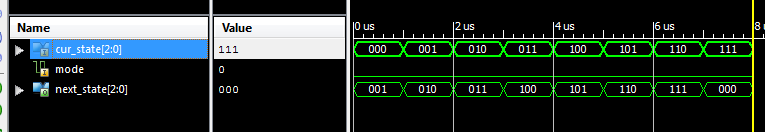 Name Value 0 us 2 us 4 us 6 us 8 u
cur_state[2:0] 111 000 001 010 011 100 101 110 111
mode 0
next_state[2:0] 000 001 010 011 100 101 110 111 000